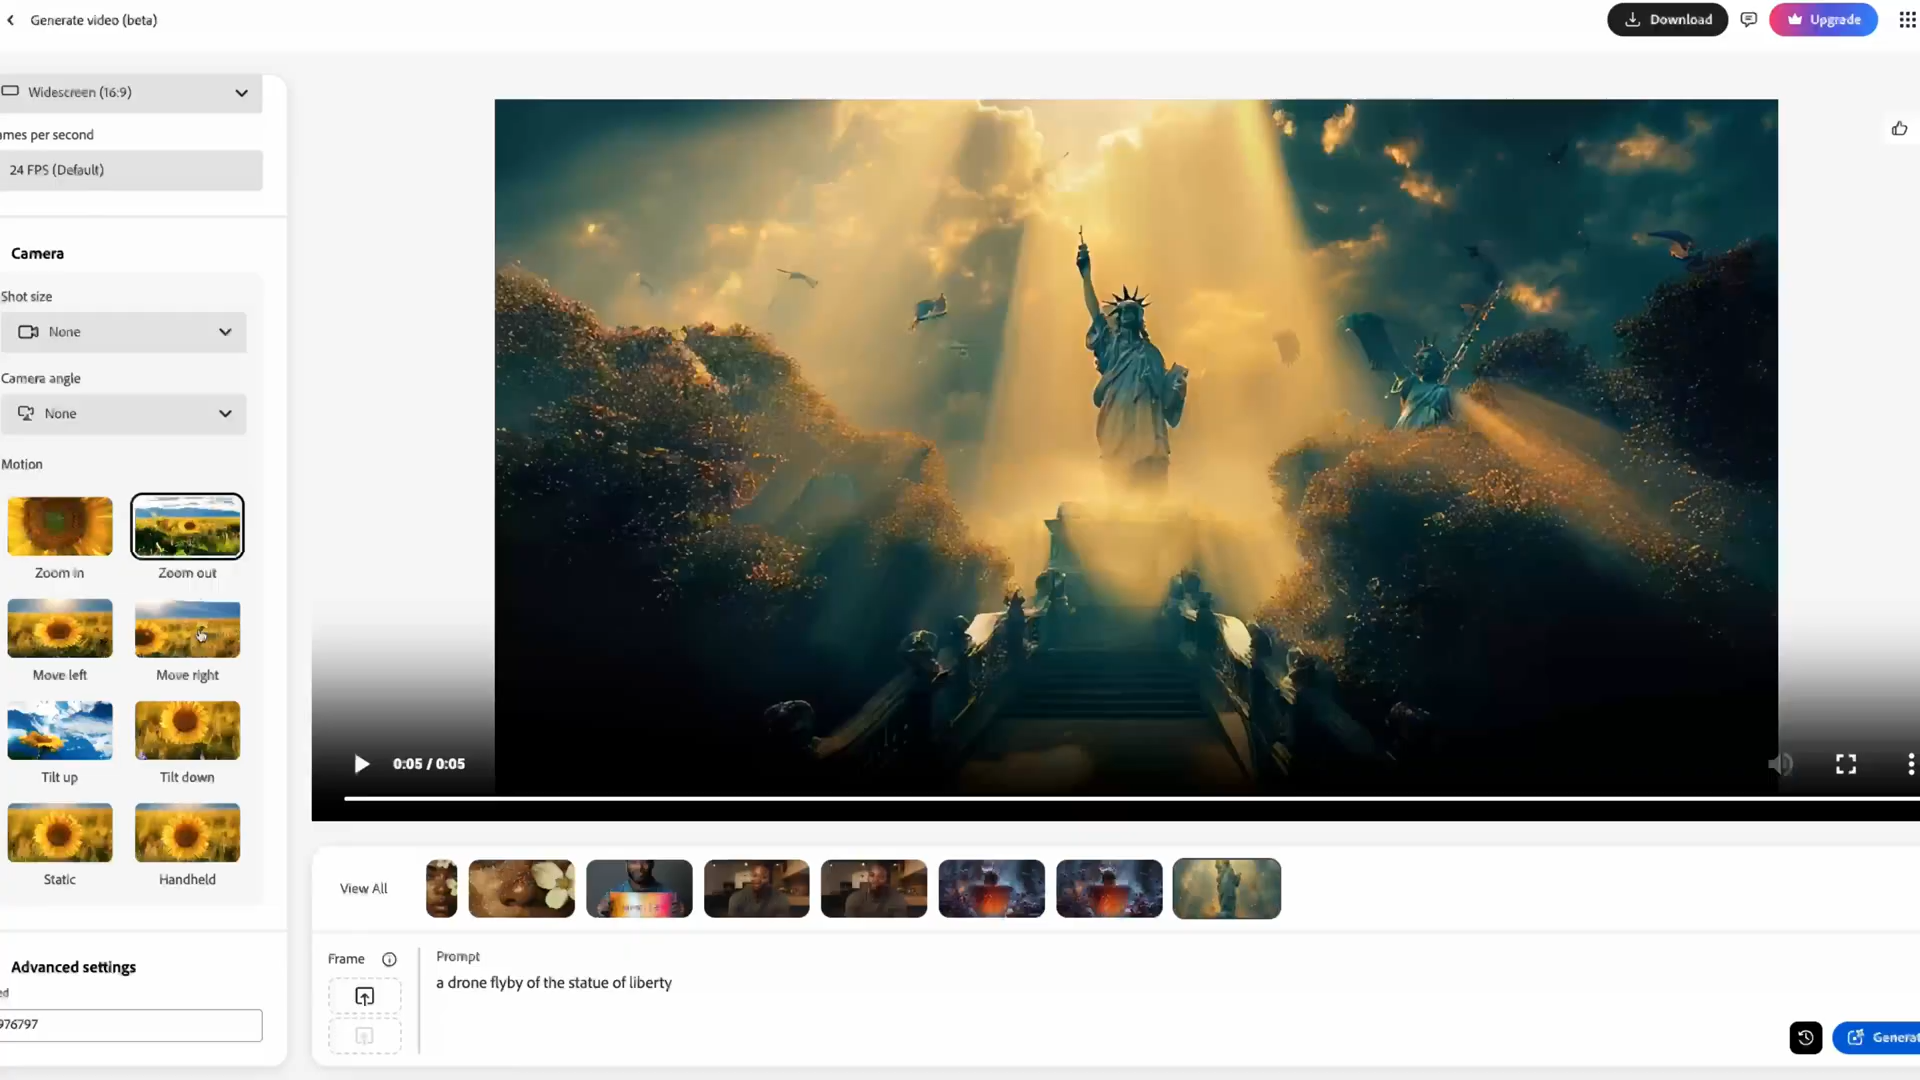 Generate video (beta)
Download
Upgrade
Widescreen (16:9)
ames per second
24 FPS (Default)
Camera
Shot size
None
Camera angle
None
Motion
Zoom in
Zoom out
Move left
Move right
Tilt up
Tilt down
Static
Handheld
Advanced settings
ed
976797
0:05 / 0:05
View All
Frame
Prompt
a drone flyby of the statue of liberty
Generat